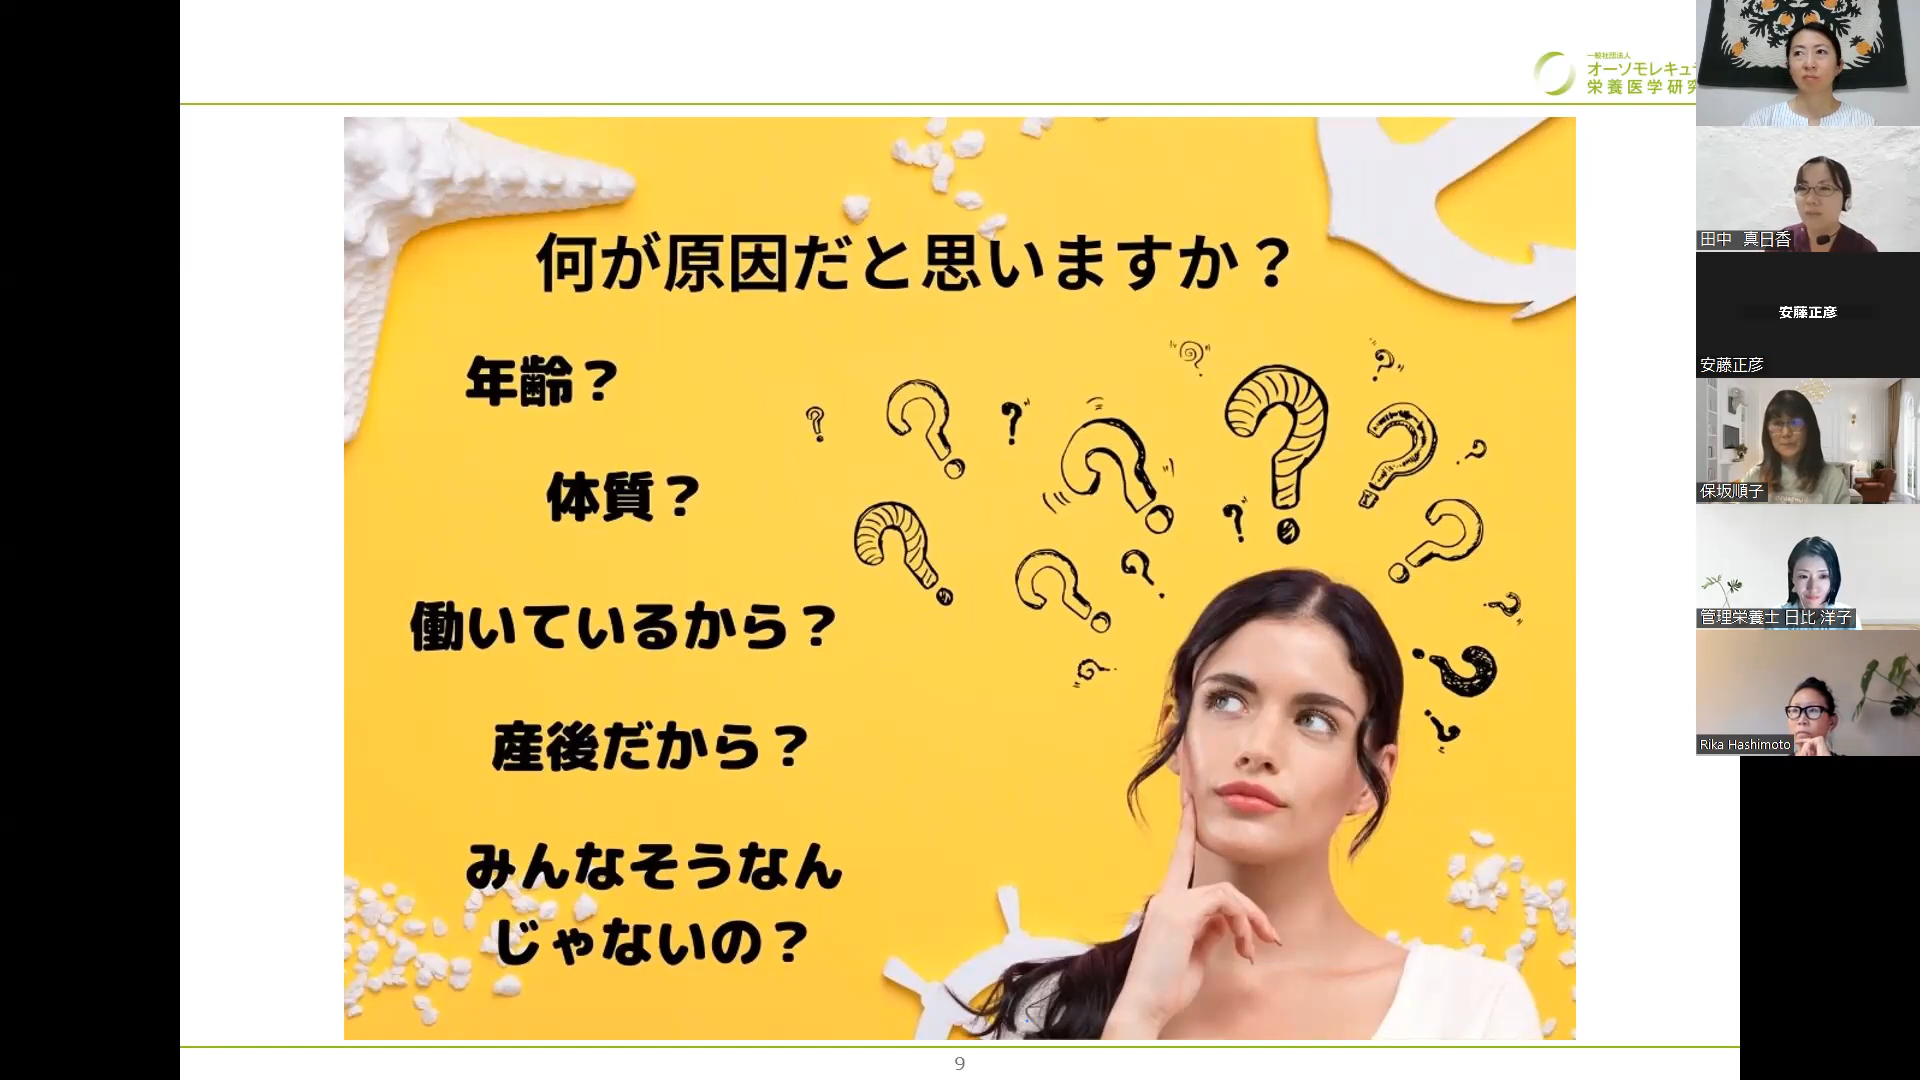 一般社団法人
オーソモレキュ
栄養医学研究
何が原因だと思いますか？
年齢？
体質？
働いているから？
産後だから？
みんなそうなん
じゃないの？
9
田中 真日香
安藤正彦
安藤正彦
保坂順子
管理栄養士 日比 洋子
Rika Hashimoto